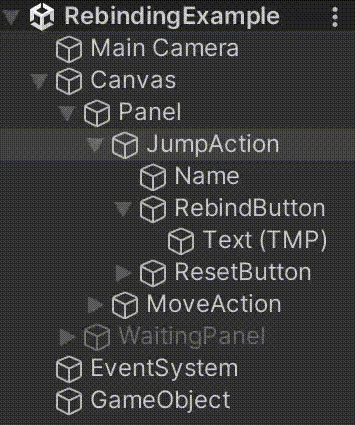 RebindingExample
Main Camera
Canvas
Panel
JumpAction
Name
RebindButton
Text (TMP)
ResetButton
MoveAction
WaitingPanel
EventSystem
GameObject